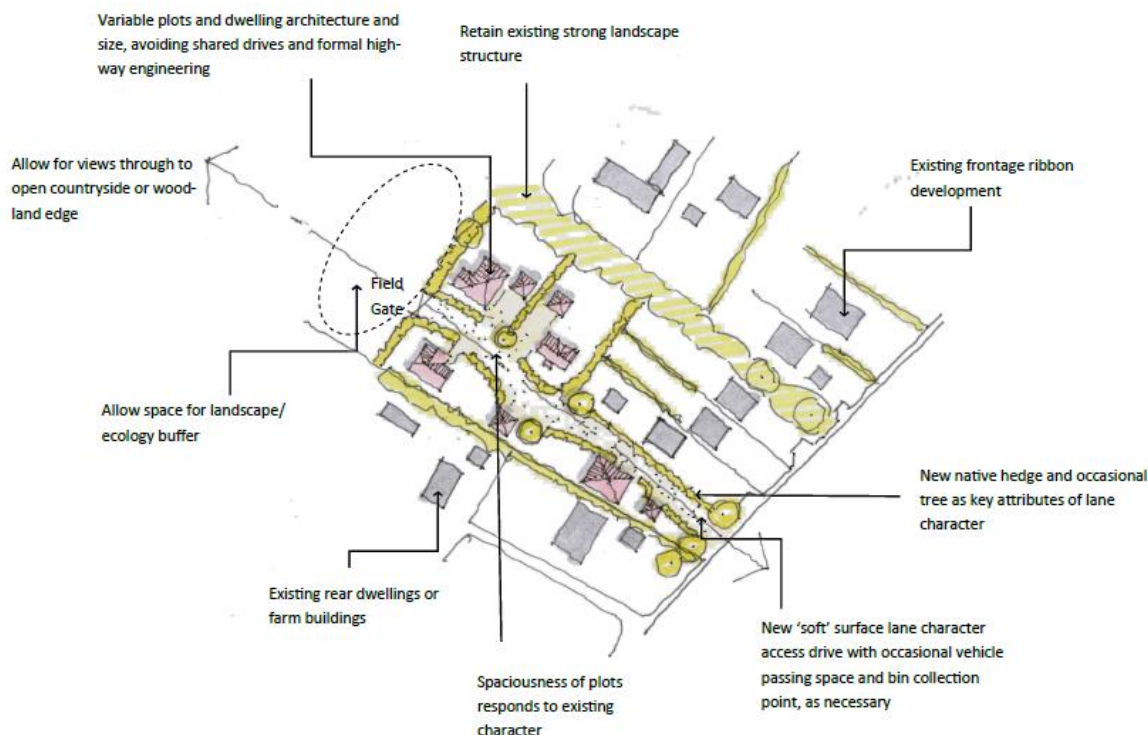 Variable plots and dwelling architecture and
size, avoiding shared drives and formal high-
way engineering
Retain existing strong landscape
structure
Allow for views through to
open countryside or wood-
land edge
Existing frontage ribbon
development
Field
Gate
Allow space for landscape/
ecology buffer
New native hedge and occasional
tree as key attributes of lane
character
Existing rear dwellings or
farm buildings
New ‘soft’ surface lane character
access drive with occasional vehicle
passing space and bin collection
point, as necessary
Spaciousness of plots
responds to existing
character